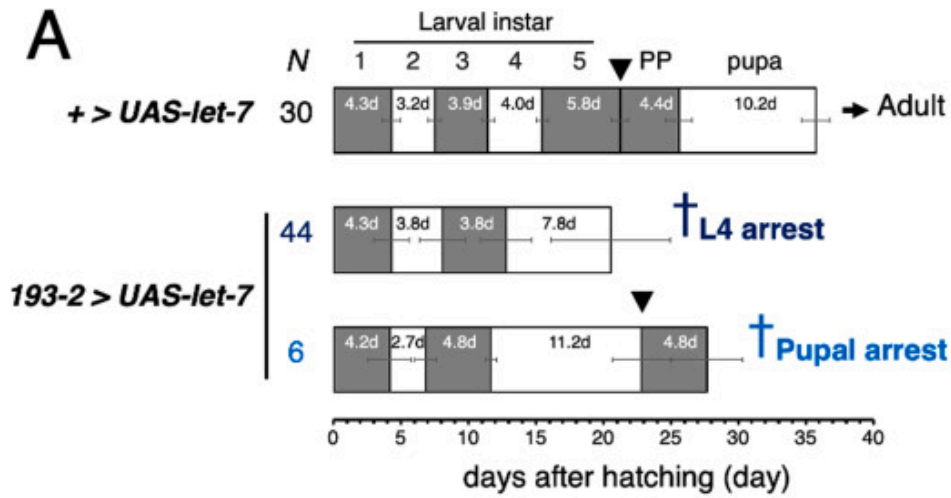 A
Larval instar
N 1 2 3 4 5 PP pupa
+ > UAS-let-7 30 4.3d 3.2d 3.9d 4.0d 5.8d 4.4d 10.2d Adult
44 4.3d 3.8d 3.8d 7.8d †L4 arrest
193-2 > UAS-let-7
6 4.2d 2.7d 4.8d 11.2d 4.8d †Pupal arrest
0 5 10 15 20 25 30 35 40
days after hatching (day)